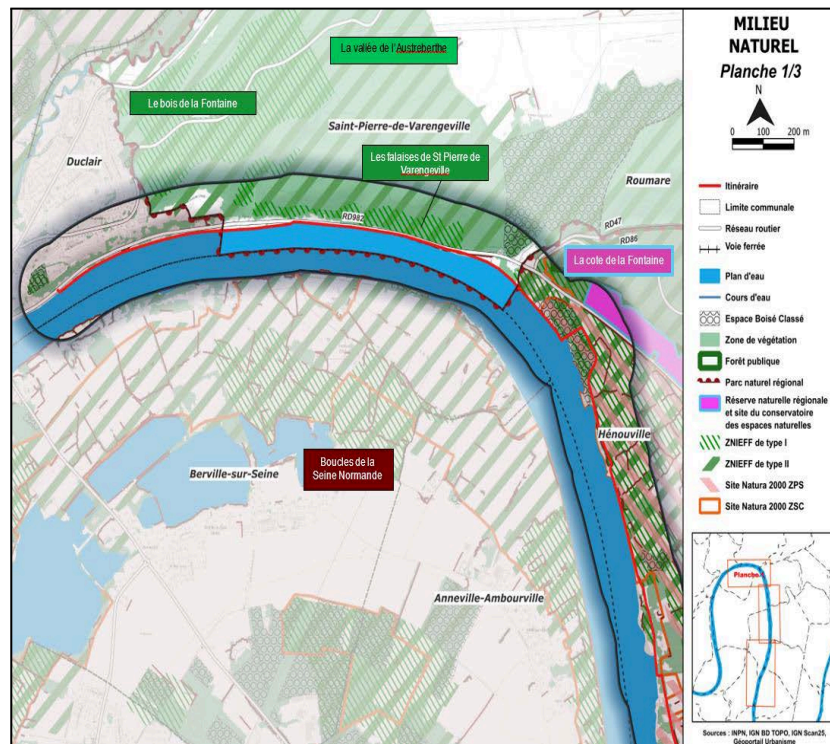 La vallée de l'Austreberthe
Le bois de la Fontaine
Saint-Pierre-de-Varengeville
Duclair
Les falaises de St Pierre de
Varengeville
Roumare
RD982
RD47
RD86
La cote de la Fontaine
Hénouville
Berville-sur-Seine
Boucles de la
Seine Normande
Anneville-Ambourville
MILIEU
NATUREL
Planche 1/3
N
0 100 200 m
Itinéraire
Limite communale
Réseau routier
Voie ferrée
Plan d'eau
Cours d'eau
Espace Boisé Classé
Zone de végétation
Forêt publique
Parc naturel régional
Réserve naturelle régionale
et site du conservatoire
des espaces naturelles
ZNIEFF de type I
ZNIEFF de type II
Site Natura 2000 ZPS
Site Natura 2000 ZSC
Planche
Sources : INPN, IGN BD TOPO, IGN Scan25,
Géoportail Urbanisme